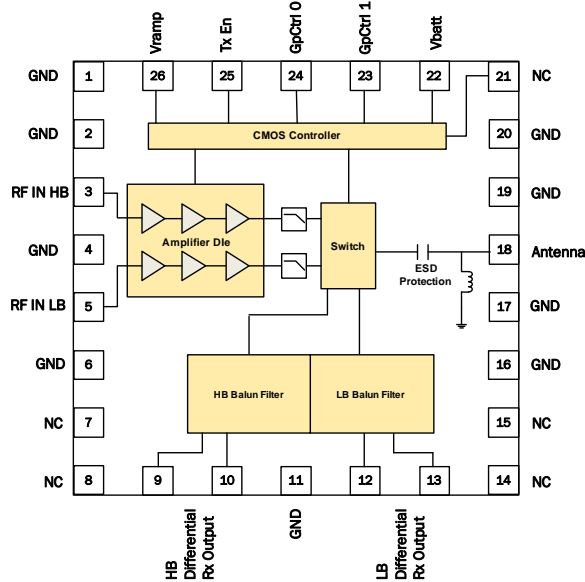 Vramp
Tx En
GpCtrl 0
GpCtrl 1
Vbatt
GND 1 26 25 24 23 22 21 NC
GND 2 CMOS Controller 20 GND
RF IN HB 3 19 GND
Amplifier DIe
GND 4 Switch 18 Antenna
ESD
Protection
RF IN LB 5 17 GND
GND 6 16 GND
HB Balun Filter LB Balun Filter
NC 7 15 NC
NC 8 9 10 11 12 13 14 NC
HB
Differential
Rx Output
GND
LB
Differential
Rx Output